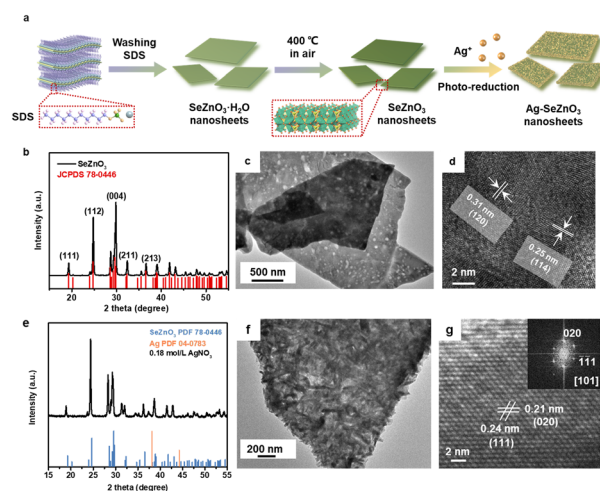 a
Washing
SDS
400 ℃
in air
Ag⁺
Photo-reduction
SDS
SeZnO₃·H₂O
nanosheets
SeZnO₃
nanosheets
Ag-SeZnO₃
nanosheets
b
SeZnO₃
JCPDS 78-0446
(111)
(112)
(004)
(211)
(213)
Intensity (a.u.)
20
30
40
50
2 theta (degree)
c
500 nm
d
0.31 nm
(120)
0.25 nm
(114)
2 nm
e
SeZnO₃ PDF 78-0446
Ag PDF 04-0783
0.18 mol/L AgNO₃
Intensity (a.u.)
15 20 25 30 35 40 45 50 55
2 theta (degree)
f
200 nm
g
020
111
[101]
0.21 nm
(020)
0.24 nm
(111)
2 nm